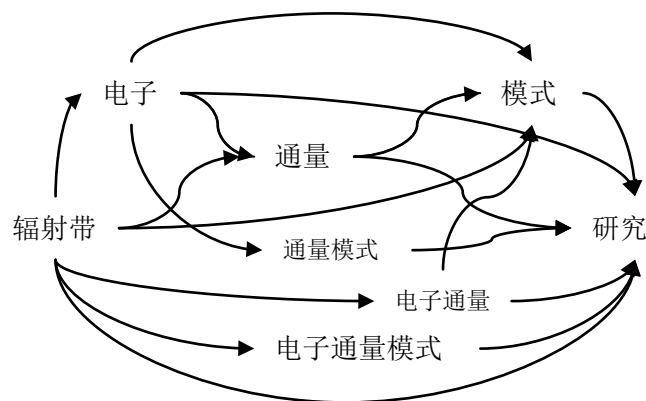 电子
模式
通量
辐射带
研究
通量模式
电子通量
电子通量模式